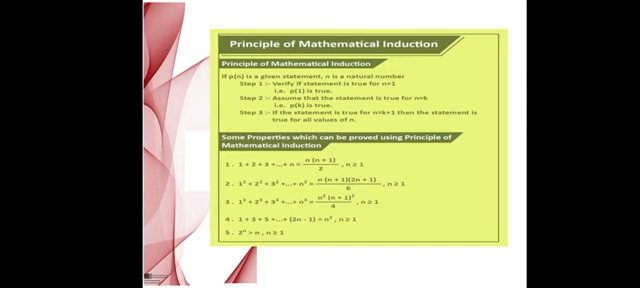 Principle of Mathematical Induction
Principle of Mathematical Induction
If p(n) is a given statement, n is a natural number
Step 1 :- Verify if statement is true for n=1
i.e. p(1) is true.
Step 2 :- Assume that the statement is true for n=k
i.e. p(k) is true.
Step 3 :- If the statement is true for n=k+1 then the statement is
true for all values of n.
Some Properties which can be proved using Principle of
Mathematical Induction
1 . 1 + 2 + 3 +...+ n = n (n + 1) / 2 , n ≥ 1
2 . 1² + 2² + 3² +...+ n² = n (n + 1)(2n + 1) / 6 , n ≥ 1
3 . 1³ + 2³ + 3³ +...+ n³ = n² (n + 1)² / 4 , n ≥ 1
4 . 1 + 3 + 5 +...+ (2n - 1) = n² , n ≥ 1
5 . 2ⁿ > n , n ≥ 1